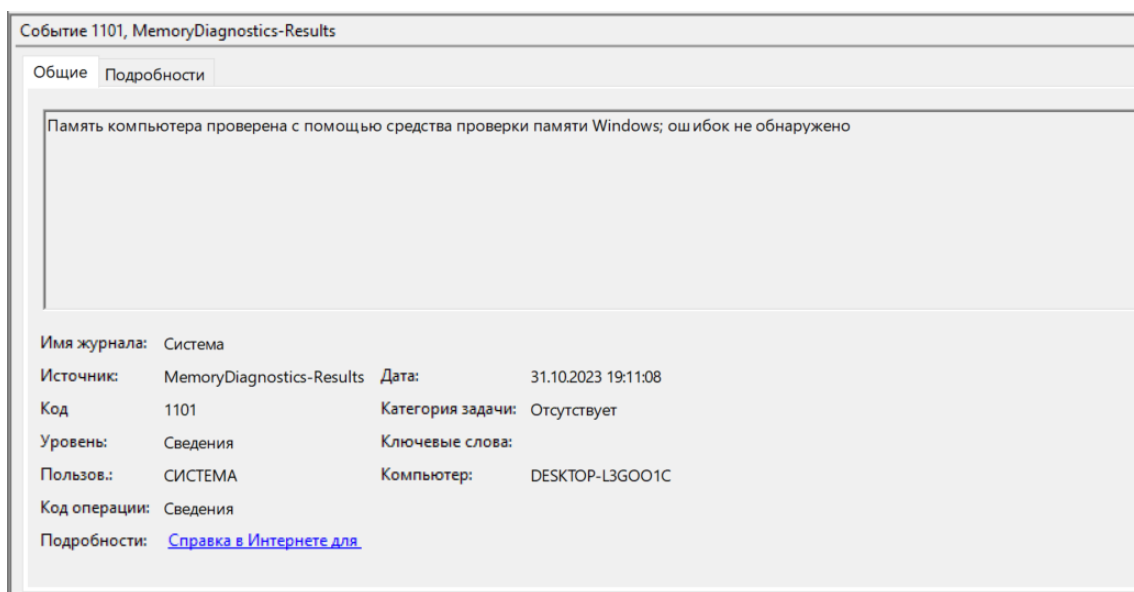 Событие 1101, MemoryDiagnostics-Results
Общие Подробности
Память компьютера проверена с помощью средства проверки памяти Windows; ошибок не обнаружено
Имя журнала: Система
Источник: MemoryDiagnostics-Results Дата: 31.10.2023 19:11:08
Код 1101 Категория задачи: Отсутствует
Уровень: Сведения Ключевые слова:
Пользов.: СИСТЕМА Компьютер: DESKTOP-L3GOO1C
Код операции: Сведения
Подробности: Справка в Интернете для